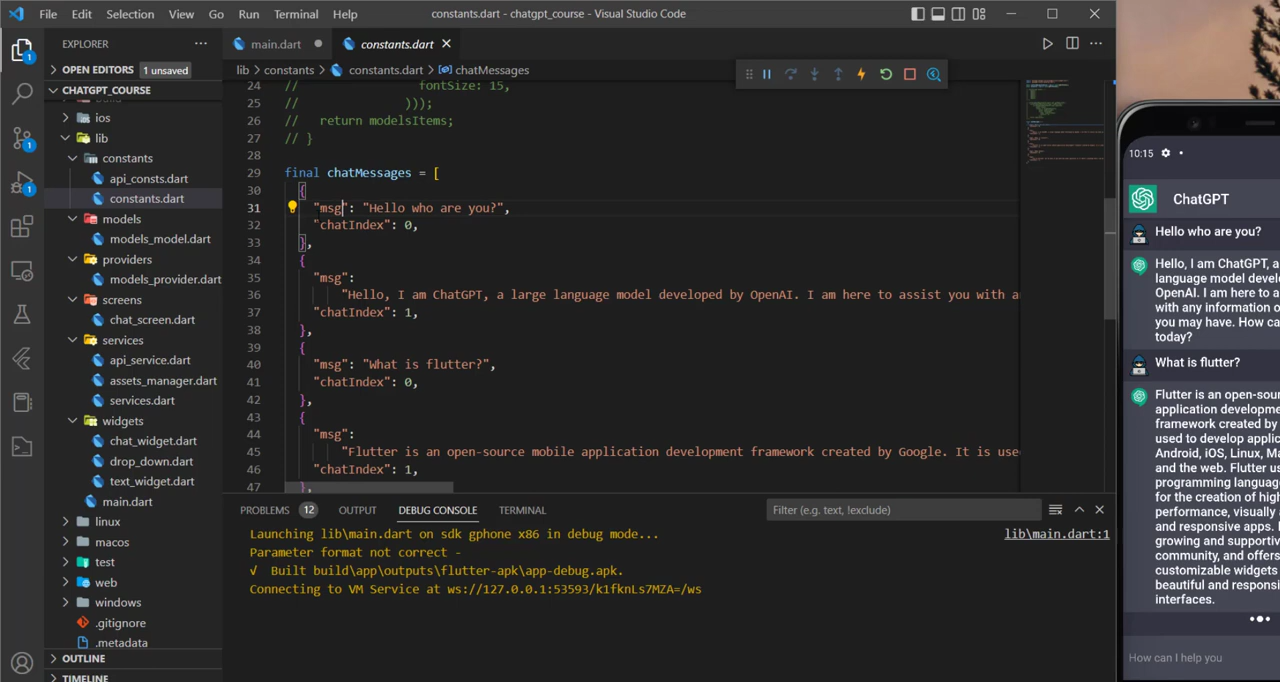 File Edit Selection View Go Run Terminal Help constants.dart - chatgpt_course - Visual Studio Code
EXPLORER
OPEN EDITORS 1 unsaved
CHATGPT_COURSE
ios
lib
constants
api_consts.dart
constants.dart
models
models_model.dart
providers
models_provider.dart
screens
chat_screen.dart
services
api_service.dart
assets_manager.dart
services.dart
widgets
chat_widget.dart
drop_down.dart
text_widget.dart
main.dart
linux
macos
test
web
windows
.gitignore
.metadata
OUTLINE
TIMELINE
1
1
1
main.dart constants.dart
lib > constants > constants.dart > chatMessages
24 // fontSize: 15,
25 // )));
26 // return modelsItems;
27 // }
28
29 final chatMessages = [
30 {
31 "msg": "Hello who are you?",
32 "chatIndex": 0,
33 },
34 {
35 "msg":
36 "Hello, I am ChatGPT, a large language model developed by OpenAI. I am here to assist you with a
37 "chatIndex": 1,
38 },
39 {
40 "msg": "What is flutter?",
41 "chatIndex": 0,
42 },
43 {
44 "msg":
45 "Flutter is an open-source mobile application development framework created by Google. It is use
46 "chatIndex": 1,
47 },
PROBLEMS 12 OUTPUT DEBUG CONSOLE TERMINAL Filter (e.g. text, !exclude)
Launching lib\main.dart on sdk gphone x86 in debug mode... lib\main.dart:1
Parameter format not correct -
√ Built build\app\outputs\flutter-apk\app-debug.apk.
Connecting to VM Service at ws://127.0.0.1:53593/k1fknLs7MZA=/ws
10:15
ChatGPT
Hello who are you?
Hello, I am ChatGPT, a
language model devel
OpenAI. I am here to a
with any information o
you may have. How ca
today?
What is flutter?
Flutter is an open-sour
application developme
framework created by
used to develop applic
Android, iOS, Linux, Ma
and the web. Flutter us
programming language
for the creation of high
performance, visually a
and responsive apps. I
growing and supportiv
community, and offers
customizable widgets
beautiful and responsi
interfaces.
How can I help you